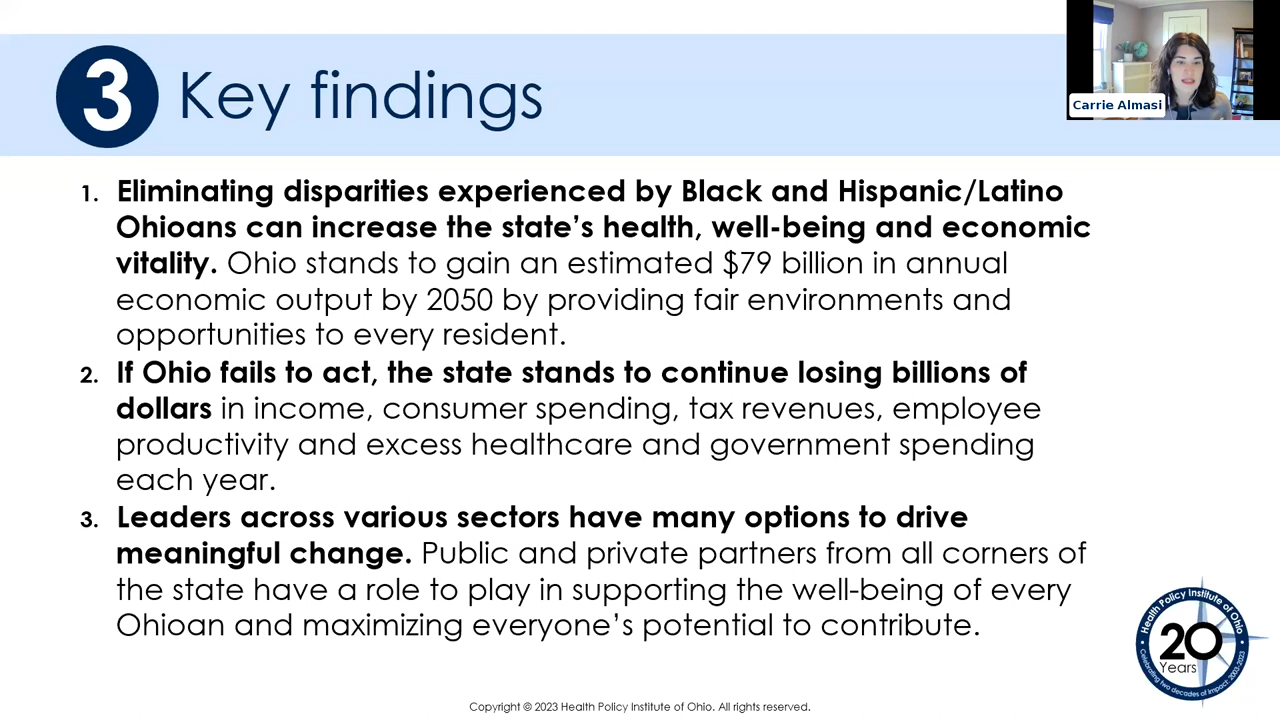 3 Key findings
Carrie Almasi
1. Eliminating disparities experienced by Black and Hispanic/Latino
Ohioans can increase the state’s health, well-being and economic
vitality. Ohio stands to gain an estimated $79 billion in annual
economic output by 2050 by providing fair environments and
opportunities to every resident.
2. If Ohio fails to act, the state stands to continue losing billions of
dollars in income, consumer spending, tax revenues, employee
productivity and excess healthcare and government spending
each year.
3. Leaders across various sectors have many options to drive
meaningful change. Public and private partners from all corners of
the state have a role to play in supporting the well-being of every
Ohioan and maximizing everyone’s potential to contribute.
Health Policy Institute of Ohio
20
Years
Celebrating two decades of impact • 2003-2023
Copyright © 2023 Health Policy Institute of Ohio. All rights reserved.